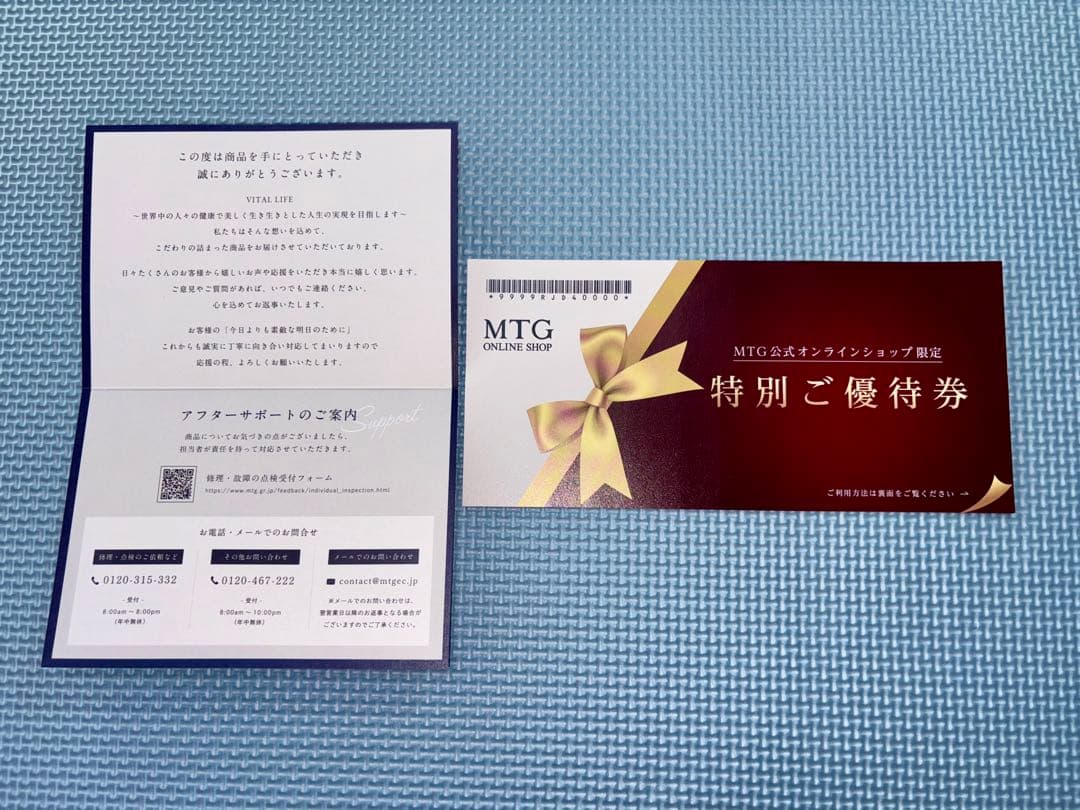 この度は商品を手にとっていただき
誠にありがとうございます。
VITAL LIFE
～世界中の人々の健康で美しく生き生きとした人生の実現を目指します～
私たちはそんな想いを込めて、
こだわりの詰まった商品をお届けさせていただいております。
日々たくさんのお客様から嬉しいお声や応援をいただき本当に嬉しく思います。
ご意見やご質問があれば、いつでもご連絡ください。
心を込めてお返事いたします。
お客様の「今日よりも素敵な明日のために」
これからも誠実に丁寧に向き合い対応してまいりますので
応援の程、よろしくお願いいたします。
アフターサポートのご案内
Support
商品についてお気づきの点がございましたら、
担当者が責任を持って対応させていただきます。
修理・故障の点検受付フォーム
https://www.mtg.gr.jp/feedback/individual_inspection.html
お電話・メールでのお問合せ
修理・点検のご依頼など
0120-315-332
- 受付 -
8:00am～8:00pm
(年中無休)
その他お問い合わせ
0120-467-222
- 受付 -
8:00am～10:00pm
(年中無休)
メールでのお問い合わせ
contact@mtgec.jp
※メールでのお問い合わせは、
翌営業日以降のお返事となる場合が
ございますのでご了承ください。
*9999RJD40000*
MTG
ONLINE SHOP
MTG公式オンラインショップ限定
特別ご優待券
ご利用方法は裏面をご覧ください →